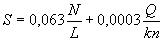 S = 0,063 N/L + 0,0003 Q/kn